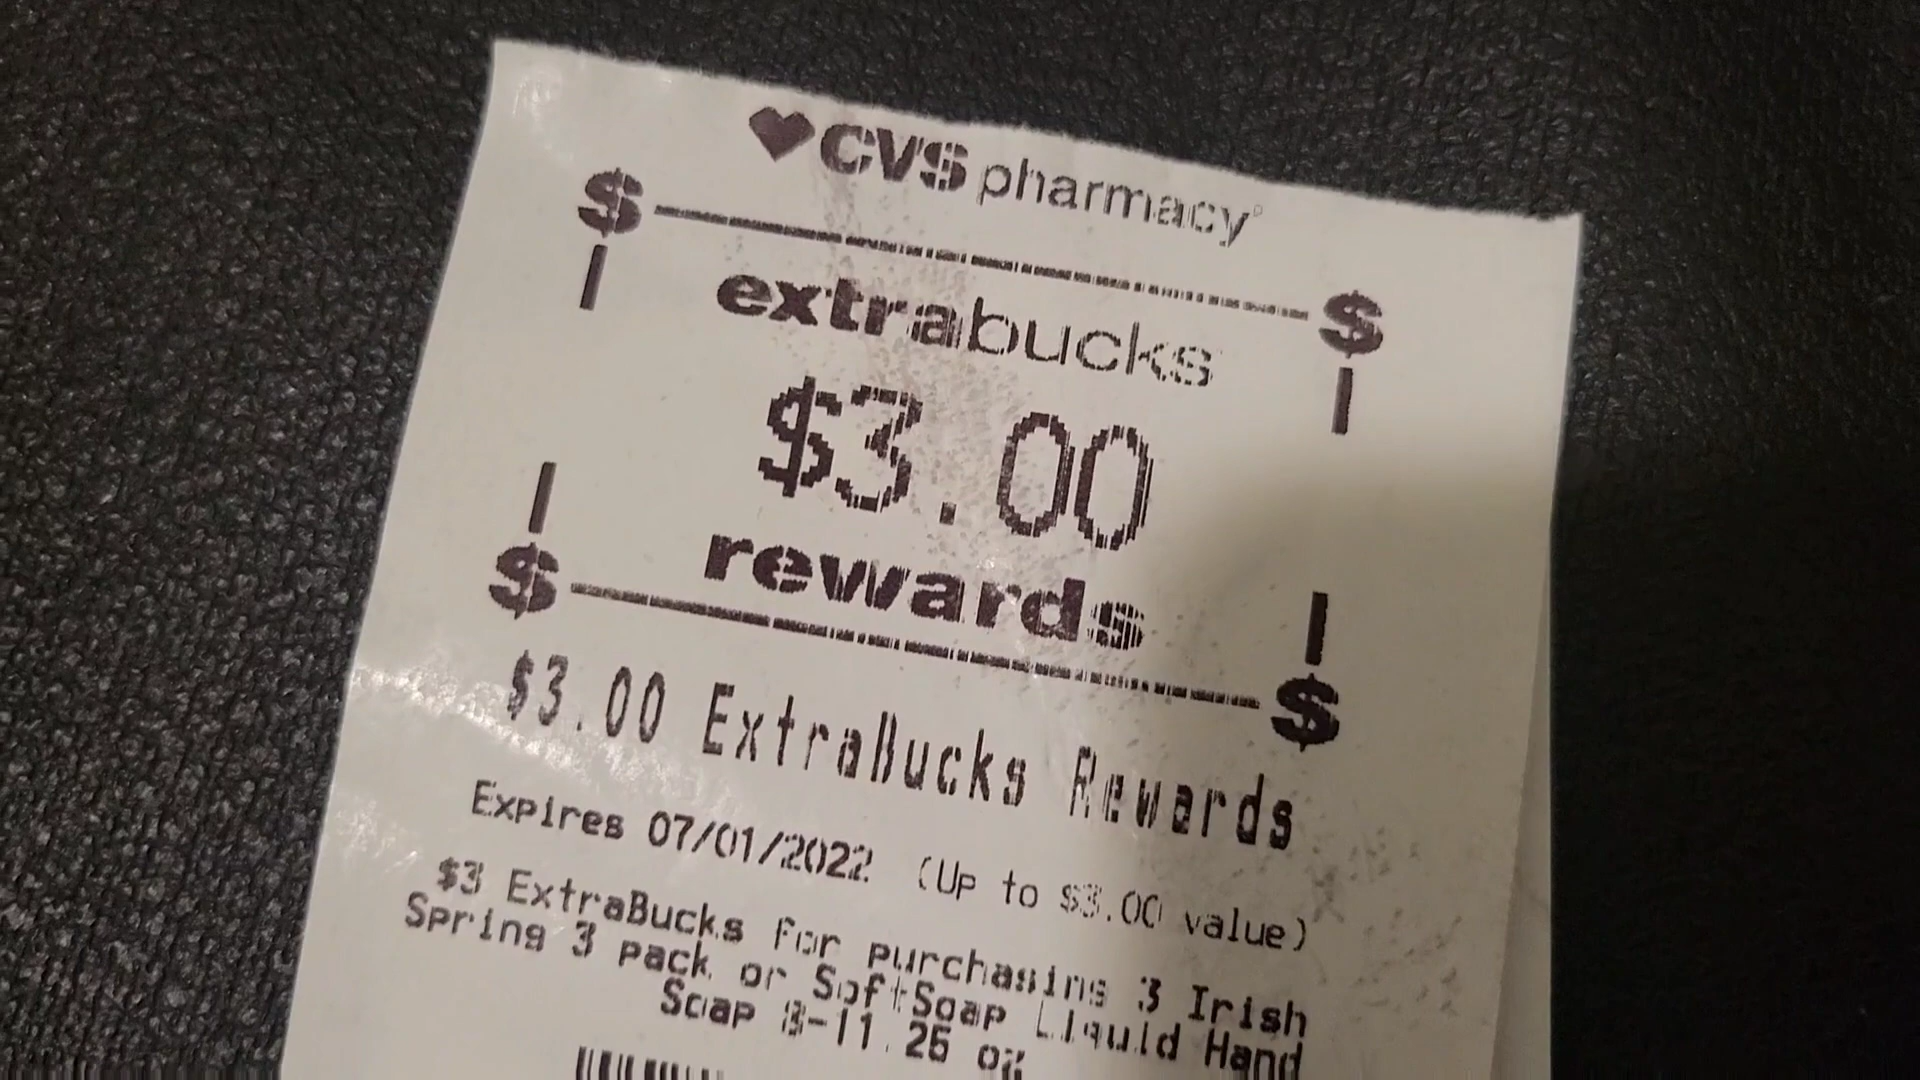 CVS pharmacy
$ $
extrabucks
$3.00
rewards
$ $
$3.00 ExtraBucks Rewards
Expires 07/01/2022 (Up to $3.00 value)
$3 ExtraBucks for purchasing 3 Irish
Spring 3 pack or SoftSoap Liquid Hand
Soap 8-11.25 oz